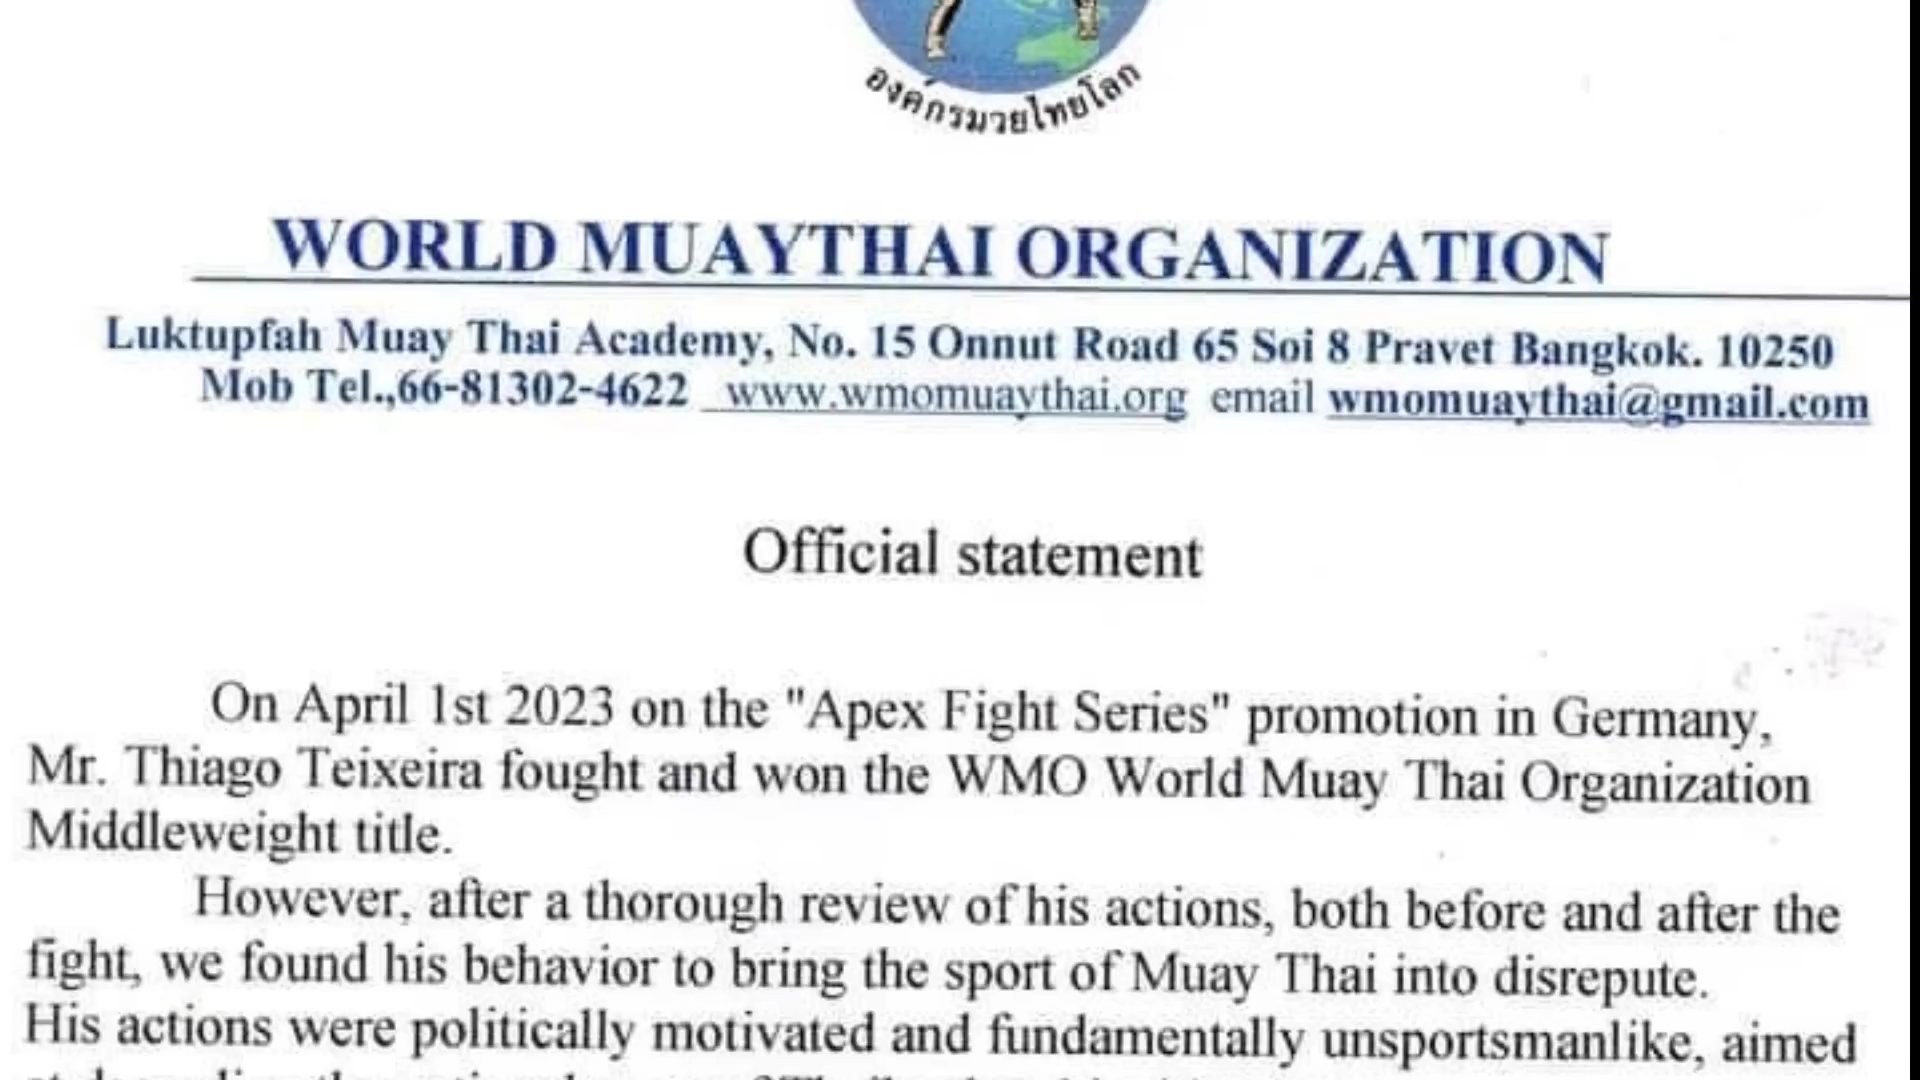 องค์กรมวยไทยโลก
WORLD MUAYTHAI ORGANIZATION
Luktupfah Muay Thai Academy, No. 15 Onnut Road 65 Soi 8 Pravet Bangkok. 10250
Mob Tel.,66-81302-4622 www.wmomuaythai.org email wmomuaythai@gmail.com
Official statement
On April 1st 2023 on the "Apex Fight Series" promotion in Germany,
Mr. Thiago Teixeira fought and won the WMO World Muay Thai Organization
Middleweight title.
However, after a thorough review of his actions, both before and after the
fight, we found his behavior to bring the sport of Muay Thai into disrepute.
His actions were politically motivated and fundamentally unsportsmanlike, aimed